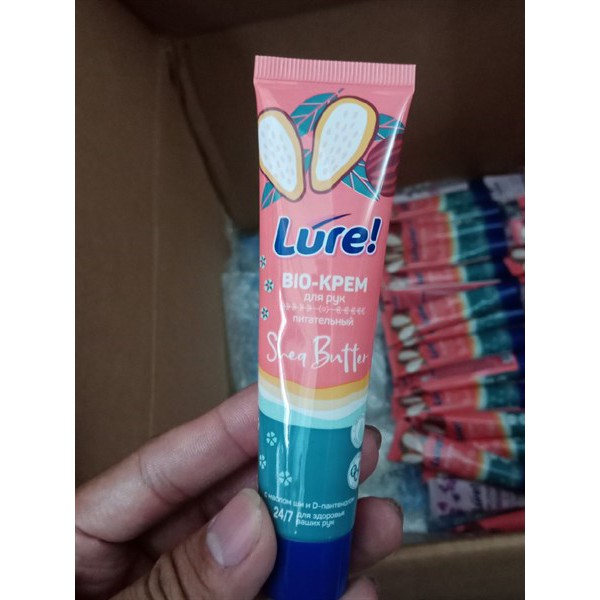 Lure!
BIO-КРЕМ
для рук
питательный
Shea Butter
с маслом ши и D-пантенолом
24/7 для здоровья
ваших рук